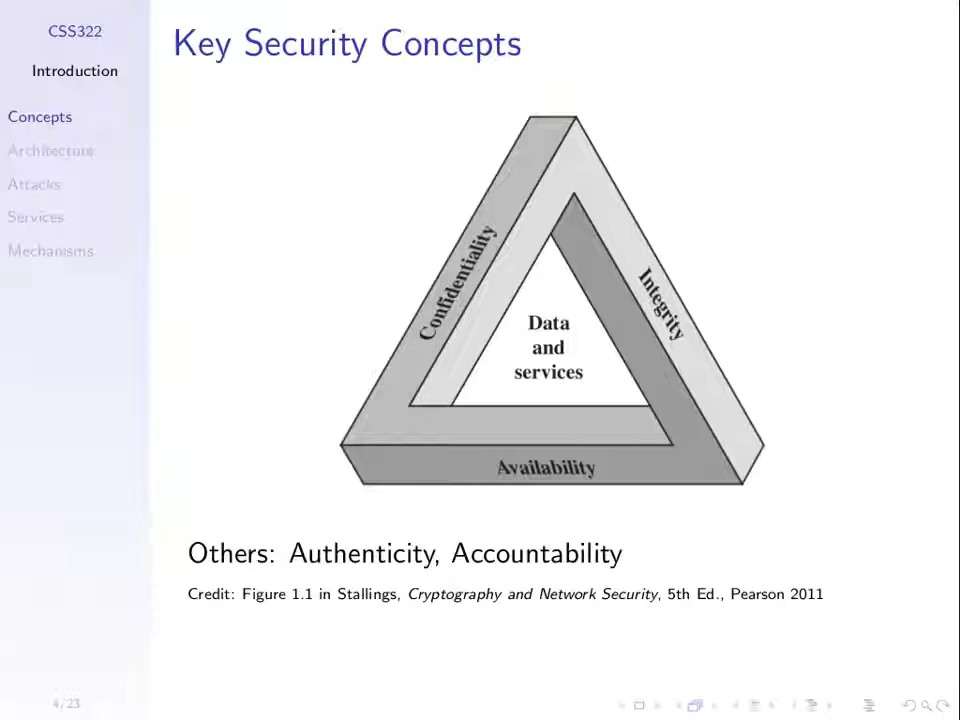 CSS322
Introduction
Concepts
Architecture
Attacks
Services
Mechanisms
Key Security Concepts
Confidentiality
Integrity
Data
and
services
Availability
Others: Authenticity, Accountability
Credit: Figure 1.1 in Stallings, Cryptography and Network Security, 5th Ed., Pearson 2011
4/23